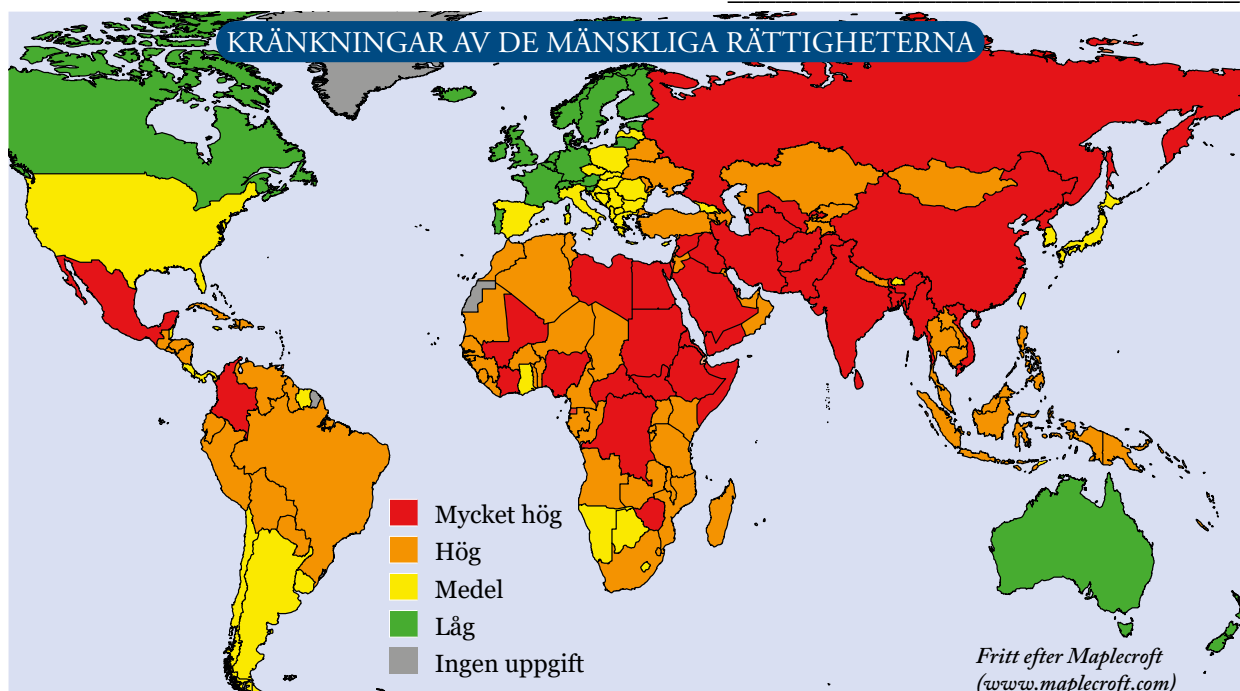 KRÄNKNINGAR AV DE MÄNSKLIGA RÄTTIGHETERNA
Mycket hög
Hög
Medel
Låg
Ingen uppgift
Fritt efter Maplecroft
(www.maplecroft.com)